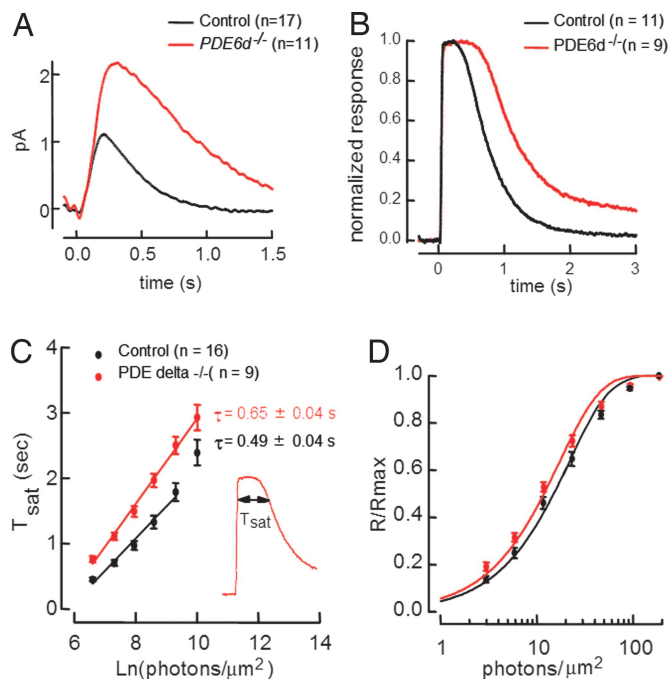 A
Control (n=17)
PDE6d-/- (n=11)
pA
2
1
0
0.0 0.5 1.0 1.5
time (s)
B
Control (n = 11)
PDE6d-/-(n = 9)
normalized response
1.0
0.8
0.6
0.4
0.2
0.0
0 1 2 3
time (s)
C
Control (n = 16)
PDE delta -/-( n = 9)
Tsat (sec)
4
3
2
1
0
τ = 0.65 ± 0.04 s
τ = 0.49 ± 0.04 s
Tsat
6 8 10 12 14
Ln(photons/μm2)
D
R/Rmax
1.0
0.8
0.6
0.4
0.2
0.0
1 10 100
photons/μm2